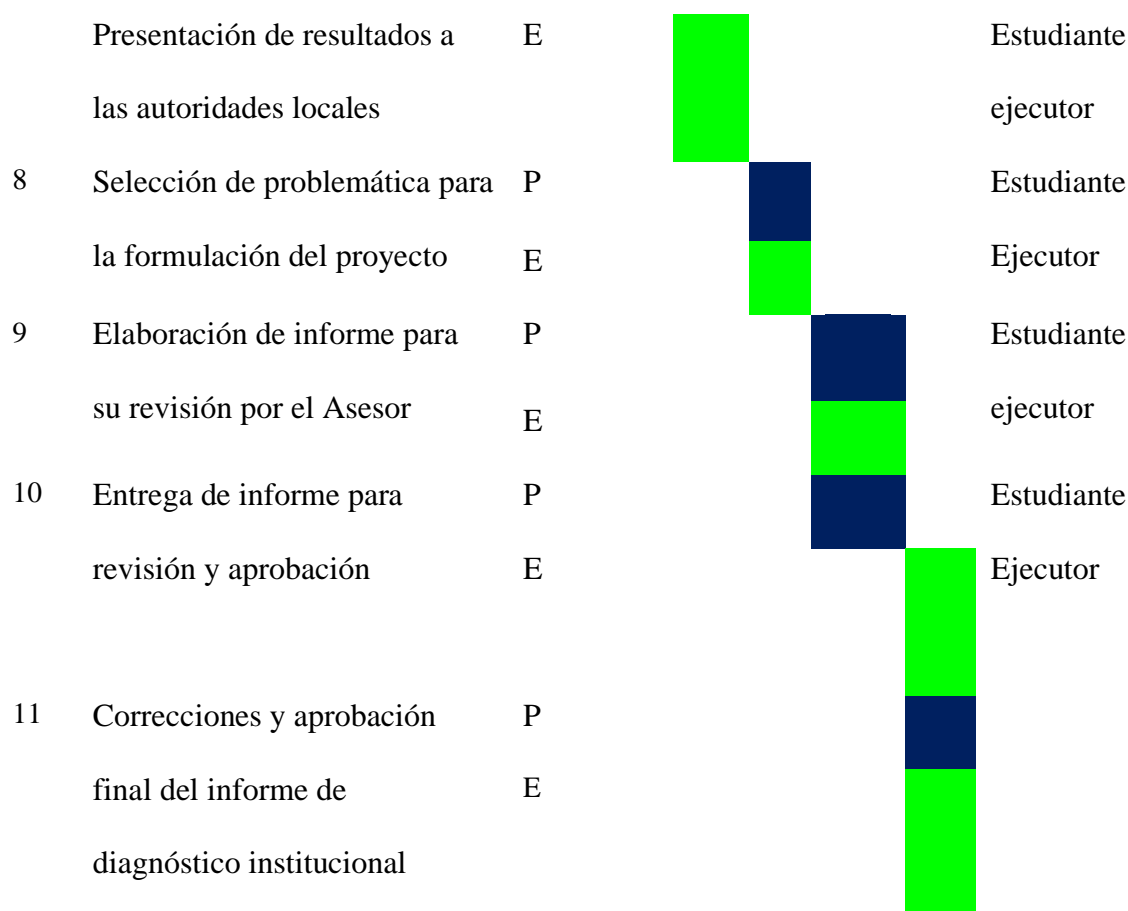 Presentación de resultados a E Estudiante
las autoridades locales ejecutor
8 Selección de problemática para P Estudiante
la formulación del proyecto E Ejecutor
9 Elaboración de informe para P Estudiante
su revisión por el Asesor E ejecutor
10 Entrega de informe para P Estudiante
revisión y aprobación E Ejecutor
11 Correcciones y aprobación P
final del informe de E
diagnóstico institucional